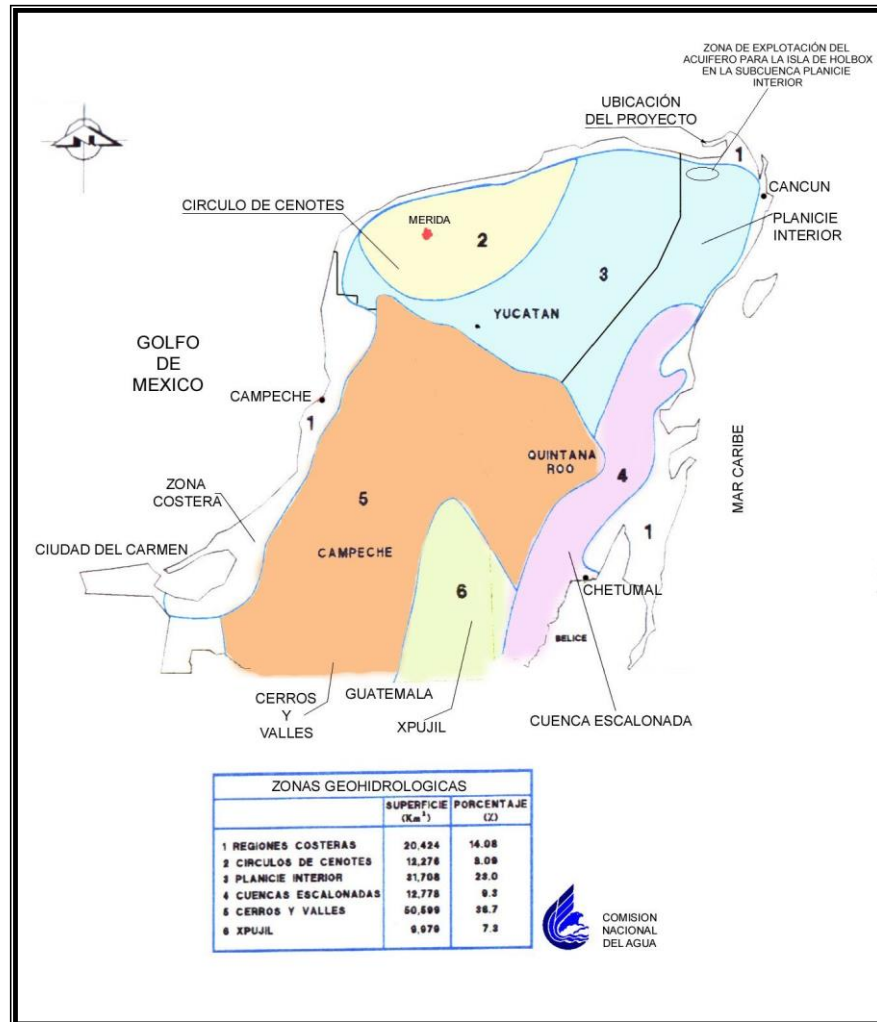 ZONA DE EXPLOTACIÓN DEL
ACUIFERO PARA LA ISLA DE HOLBOX
EN LA SUBCUENCA PLANICIE
INTERIOR
UBICACIÓN
DEL PROYECTO
1
CANCUN
CIRCULO DE CENOTES
MERIDA
2
PLANICIE
INTERIOR
3
YUCATAN
GOLFO
DE
MEXICO
CAMPECHE
1
QUINTANA
ROO
MAR CARIBE
4
ZONA
COSTERA
5
1
CIUDAD DEL CARMEN
CAMPECHE
6
CHETUMAL
BELICE
GUATEMALA
CERROS
Y
VALLES
XPUJIL
CUENCA ESCALONADA
ZONAS GEOHIDROLOGICAS
SUPERFICIE PORCENTAJE
(Km²) (%)
1 REGIONES COSTERAS 20,424 14.08
2 CIRCULOS DE CENOTES 12,276 8.09
3 PLANICIE INTERIOR 31,708 23.0
4 CUENCAS ESCALONADAS 12,778 9.3
5 CERROS Y VALLES 50,599 36.7
6 XPUJIL 9,979 7.2
COMISION
NACIONAL
DEL AGUA